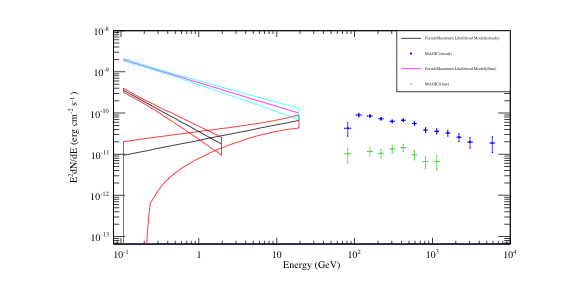 10⁻⁸
10⁻⁹
10⁻¹⁰
10⁻¹¹
10⁻¹²
10⁻¹³
E²dN/dE (erg cm⁻² s⁻¹)
Fermi(Maximum Likelihood Model)(steady)
MAGIC(steady)
Fermi(Maximum Likelihood Model)(flare)
MAGIC(flare)
10⁻¹ 1 10 10² 10³ 10⁴
Energy (GeV)